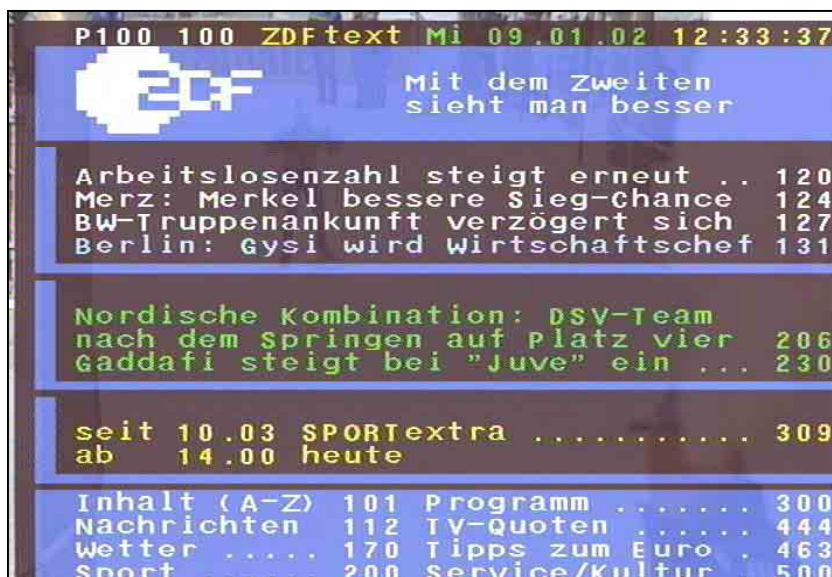 P100 100 ZDFtext Mi 09.01.02 12:33:37
ZDF
Mit dem Zweiten
sieht man besser
Arbeitslosenzahl steigt erneut .. 120
Merz: Merkel bessere Sieg-Chance 124
BW-Truppenankunft verzögert sich 127
Berlin: Gysi wird Wirtschaftschef 131
Nordische Kombination: DSV-Team
nach dem Springen auf Platz vier 206
Gaddafi steigt bei "Juve" ein ... 230
seit 10.03 SPORTextra ........... 309
ab 14.00 heute
Inhalt (A-Z) 101 Programm ....... 300
Nachrichten 112 TV-Quoten ...... 444
Wetter ..... 170 Tipps zum Euro . 463
Sport ...... 200 Service/Kultur . 500